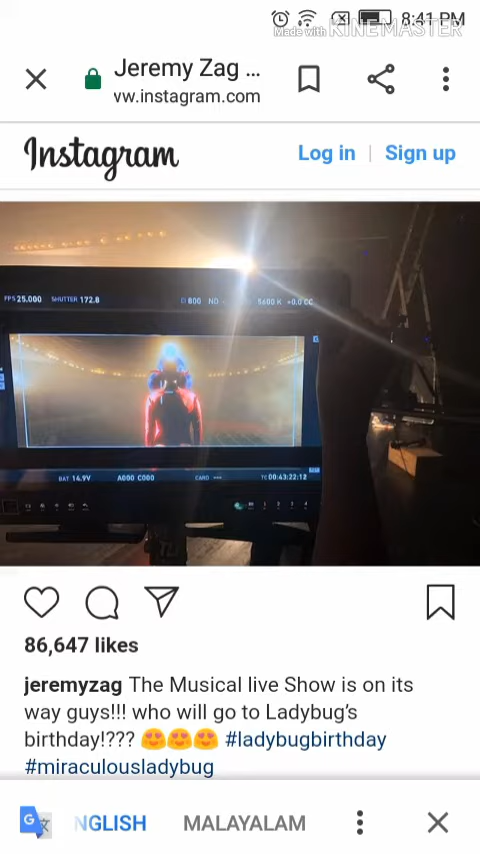 8:41 PM
Made with KINEMASTER
Jeremy Zag ...
vw.instagram.com
Instagram
Log in | Sign up
FPS 25.000 SHUTTER 172.8 800 ND 5600 K +0.0 CC
BAT 14.9V A000 C000 CARD --- TC 00:43:22:12
86,647 likes
jeremyzag The Musical live Show is on its
way guys!!! who will go to Ladybug's
birthday!??? 😍😍😍 #ladybugbirthday
#miraculousladybug
G NGLISH MALAYALAM